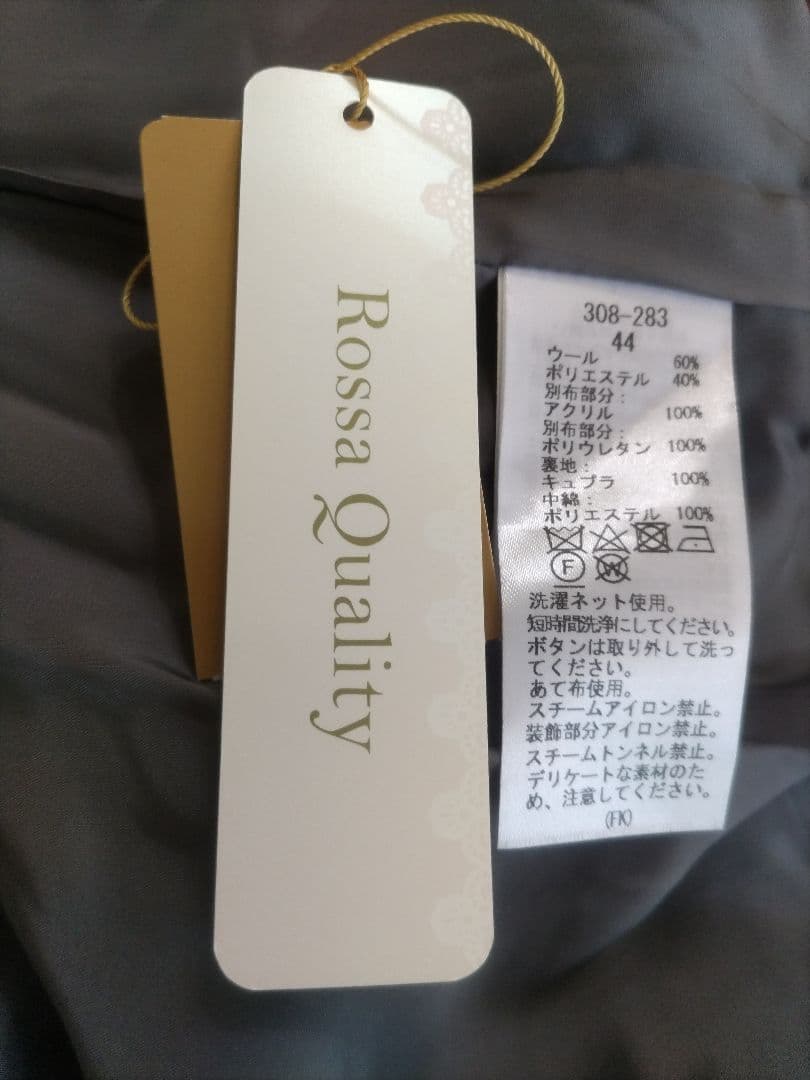 Rossa Quality
308-283
44
ウール 60%
ポリエステル 40%
別布部分:
アクリル 100%
別布部分:
ポリウレタン 100%
裏地:
キュプラ 100%
中綿:
ポリエステル 100%
F W
洗濯ネット使用。
短時間洗浄にしてください。
ボタンは取り外して洗っ
てください。
あて布使用。
スチームアイロン禁止。
装飾部分アイロン禁止。
スチームトンネル禁止。
デリケートな素材のた
め、注意してください。
(FK)